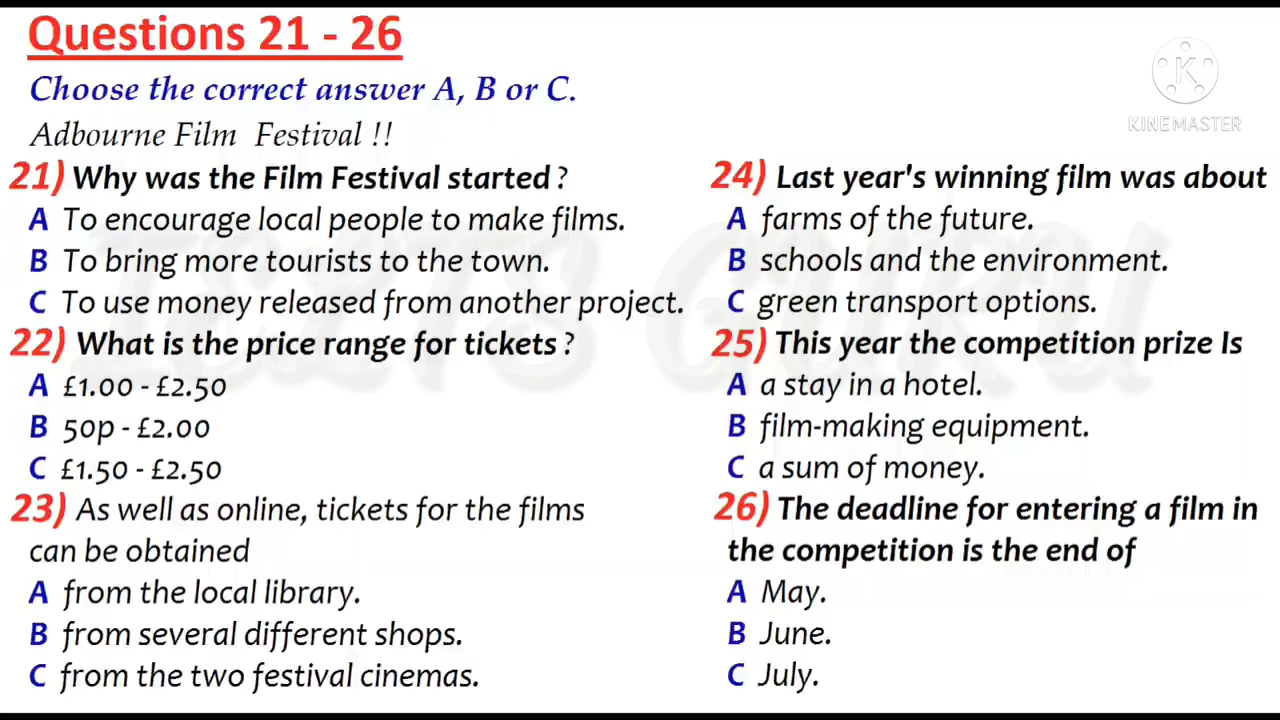 Questions 21 - 26
Choose the correct answer A, B or C.
Adbourne Film Festival !!
21) Why was the Film Festival started ?
A To encourage local people to make films.
B To bring more tourists to the town.
C To use money released from another project.
22) What is the price range for tickets ?
A £1.00 - £2.50
B 50p - £2.00
C £1.50 - £2.50
23) As well as online, tickets for the films
can be obtained
A from the local library.
B from several different shops.
C from the two festival cinemas.
24) Last year's winning film was about
A farms of the future.
B schools and the environment.
C green transport options.
25) This year the competition prize Is
A a stay in a hotel.
B film-making equipment.
C a sum of money.
26) The deadline for entering a film in
the competition is the end of
A May.
B June.
C July.
K
KINEMASTER
IELTS GURU